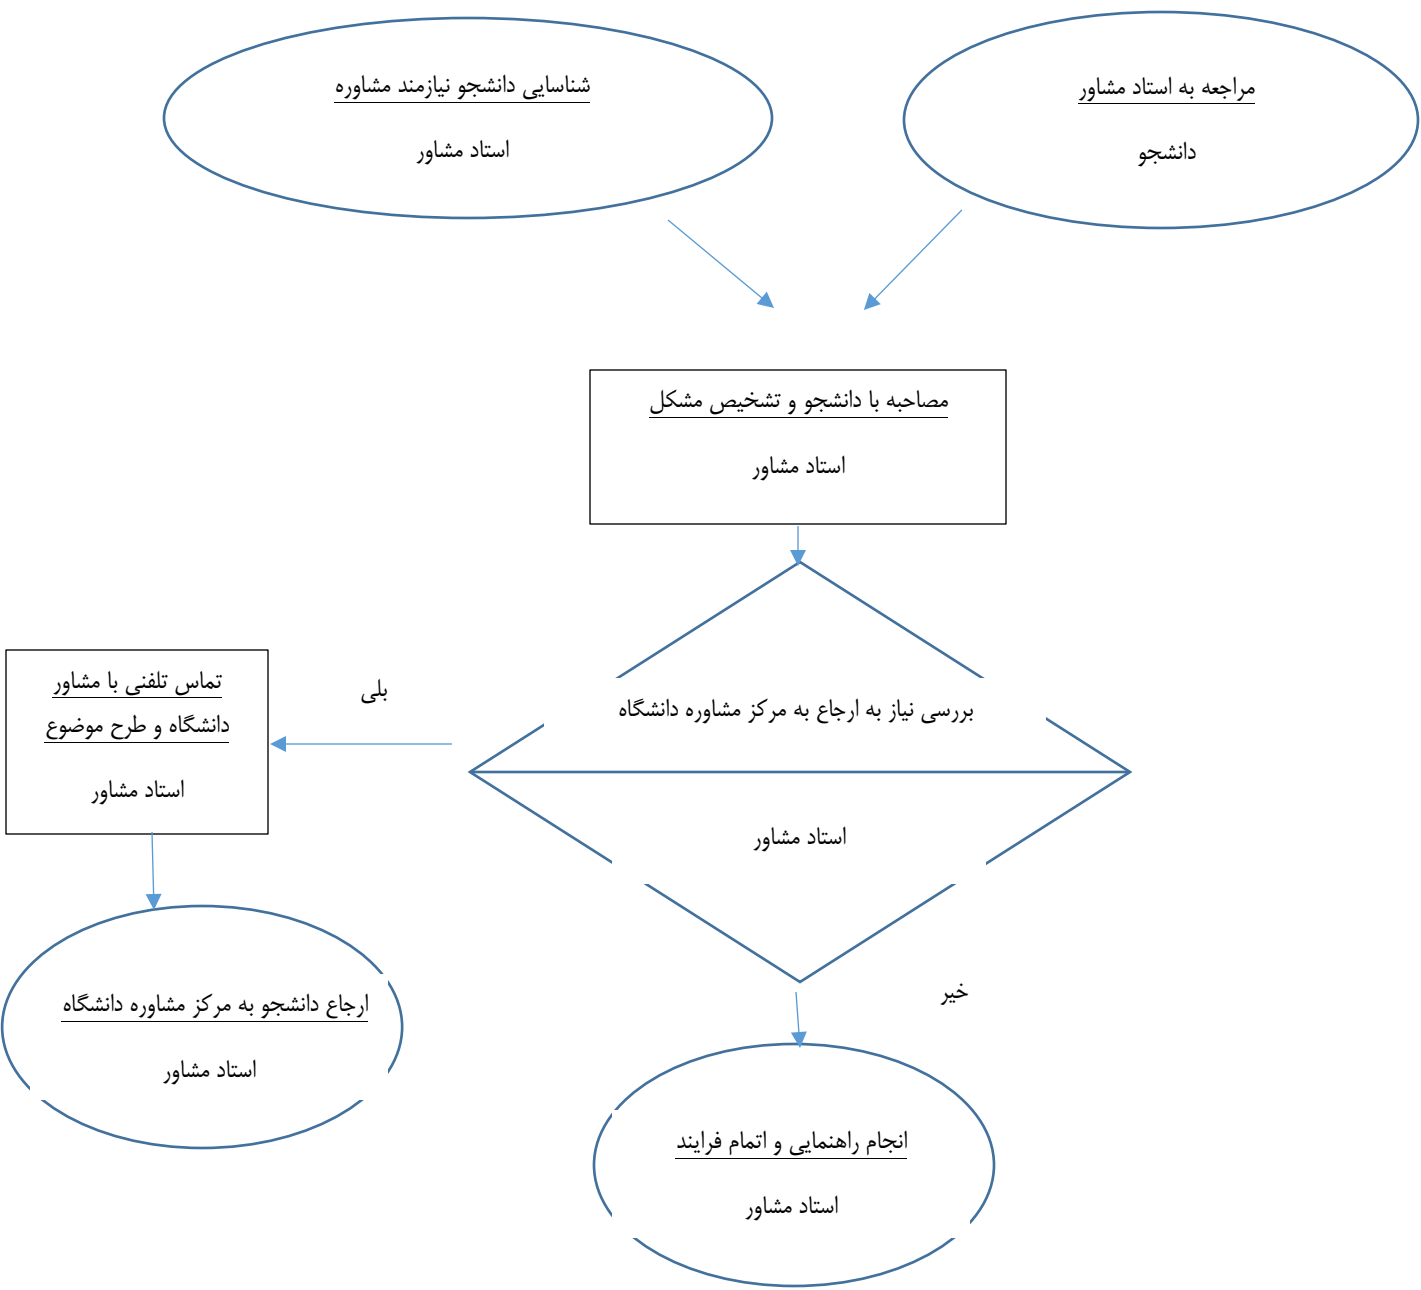 مراجعه به استاد مشاور
دانشجو
شناسایی دانشجو نیازمند مشاوره
استاد مشاور
مصاحبه با دانشجو و تشخیص مشکل
استاد مشاور
بررسی نیاز به ارجاع به مرکز مشاوره دانشگاه
استاد مشاور
بلی
تماس تلفنی با مشاور
دانشگاه و طرح موضوع
استاد مشاور
ارجاع دانشجو به مرکز مشاوره دانشگاه
استاد مشاور
خیر
انجام راهنمایی و اتمام فرایند
استاد مشاور